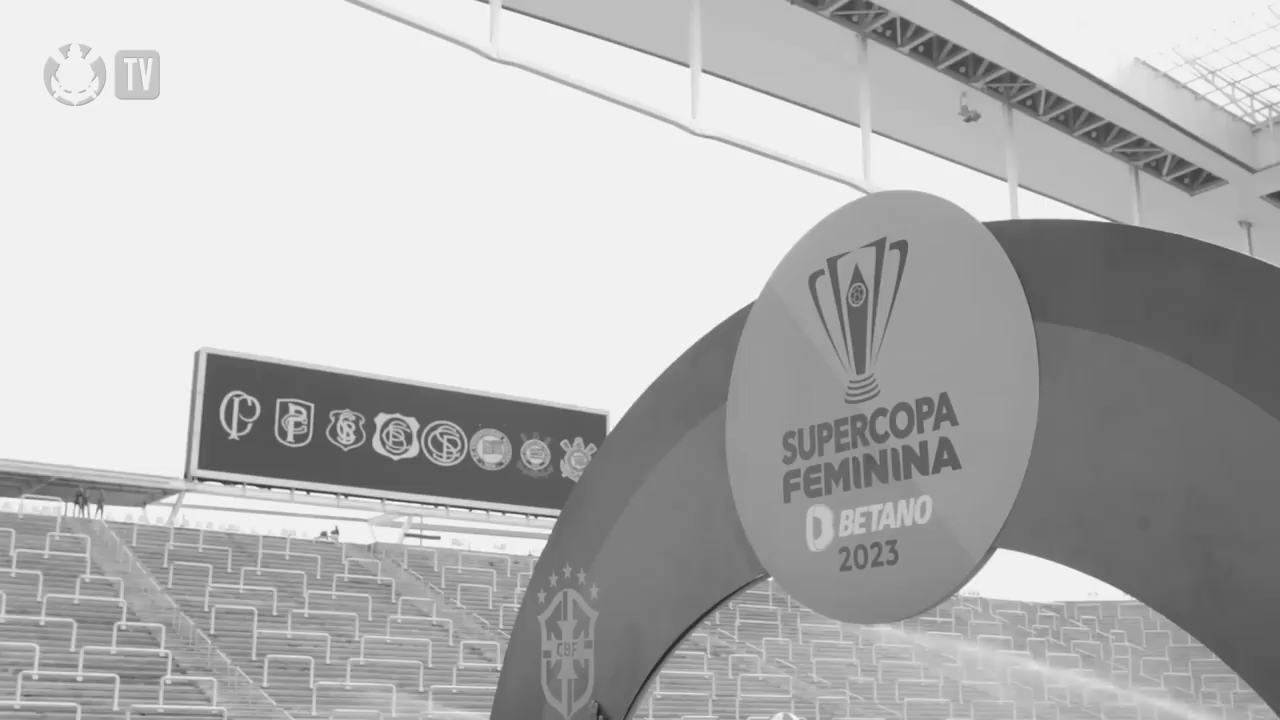 TV
SUPERCOPA
FEMININA
BETANO
2023
CBF